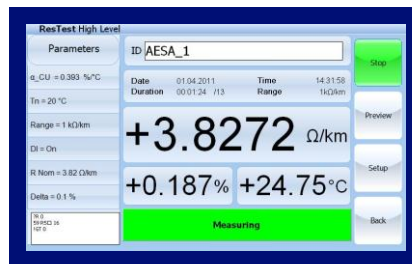 ResTest High Level
Parameters
α_CU = 0.393 %/°C
Tn = 20 °C
Range = 1 kΩ/km
DI = On
R Nom = 3.82 Ω/km
Delta = 0.1 %
ID AESA_1
Date 01.04.2011 Time 14:31:58
Duration 00:01:24 /13 Range 1kΩ/km
+3.8272 Ω/km
+0.187% +24.75°C
Measuring
Stop
Preview
Setup
Back